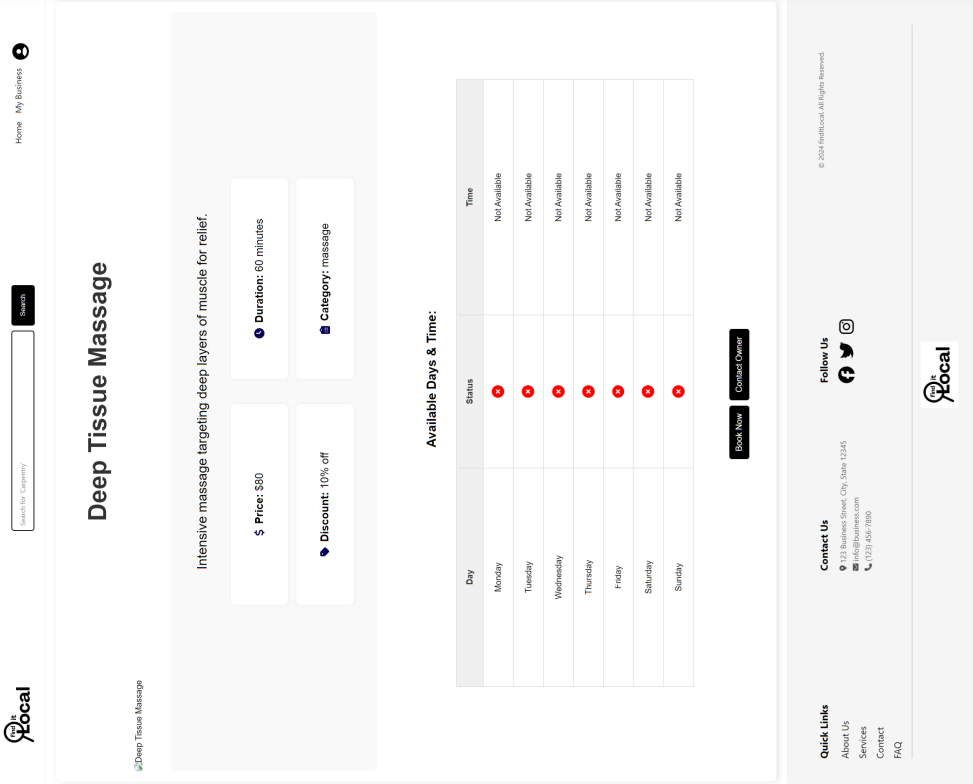 find it
Local
Search for 'Carpentry'
Search
Home My Business
Deep Tissue Massage
Deep Tissue Massage
Intensive massage targeting deep layers of muscle for relief.
Price: $80
Duration: 60 minutes
Discount: 10% off
Category: massage
Available Days & Time:
Day Status Time
Monday Not Available
Tuesday Not Available
Wednesday Not Available
Thursday Not Available
Friday Not Available
Saturday Not Available
Sunday Not Available
Book Now Contact Owner
Quick Links
About Us
Services
Contact
FAQ
Contact Us
123 Business Street, City, State 12345
info@business.com
(123) 456-7890
Follow Us
© 2024 findItLocal. All Rights Reserved.
find it
Local